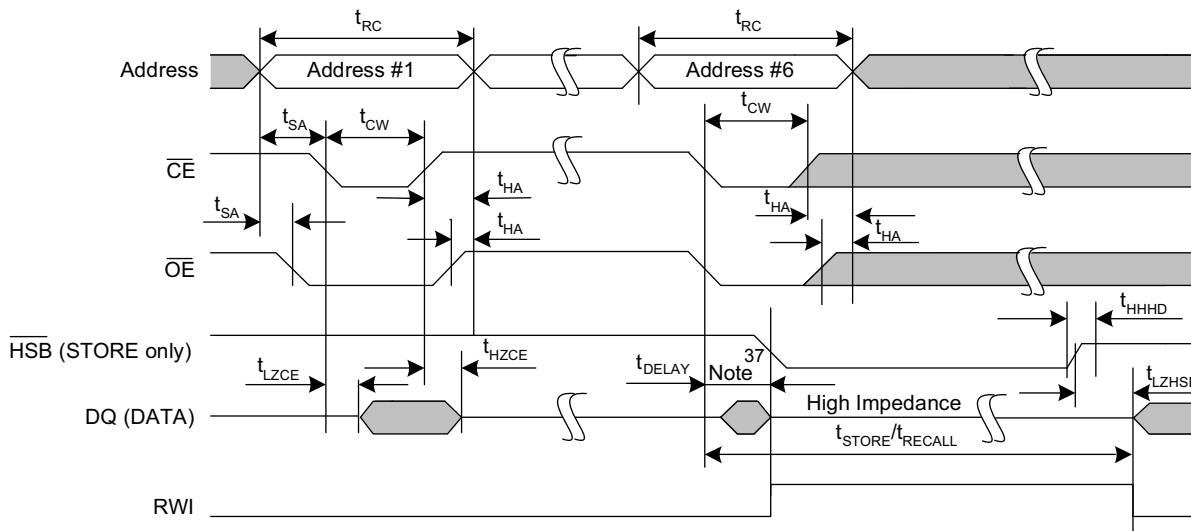 tRC tRC
Address Address #1 Address #6
tSA tCW tCW
CE
tHA
tSA tHA
tHA tHA
OE
tHHHD
HSB (STORE only)
tLZCE tHZCE tDELAY Note 37
tLZHSB
DQ (DATA) High Impedance
tSTORE/tRECALL
RWI